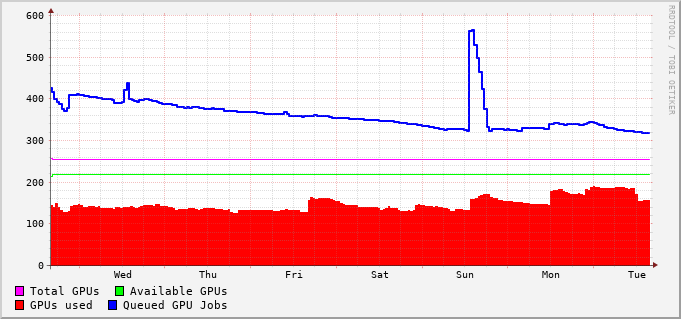 RRDTOOL / TOBI OETIKER
600
500
400
300
200
100
0
Wed Thu Fri Sat Sun Mon Tue
Total GPUs Available GPUs
GPUs used Queued GPU Jobs